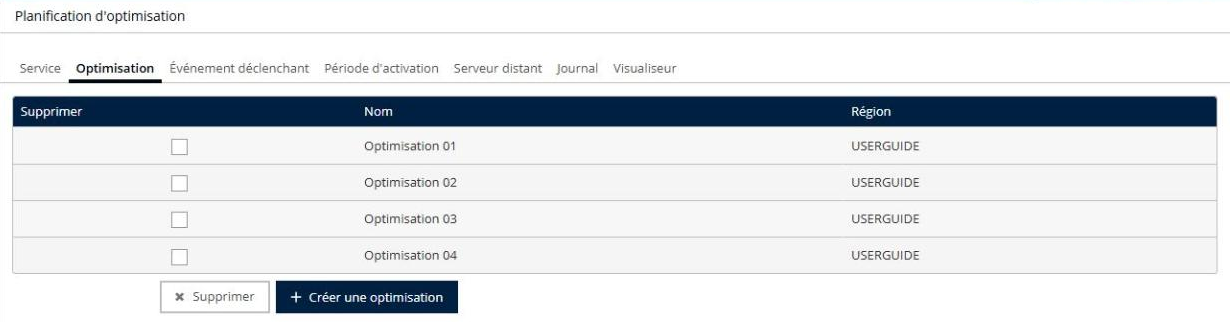 Planification d'optimisation
Service Optimisation Événement déclenchant Période d'activation Serveur distant Journal Visualiseur
Supprimer Nom Région
Optimisation 01 USERGUIDE
Optimisation 02 USERGUIDE
Optimisation 03 USERGUIDE
Optimisation 04 USERGUIDE
✖ Supprimer + Créer une optimisation